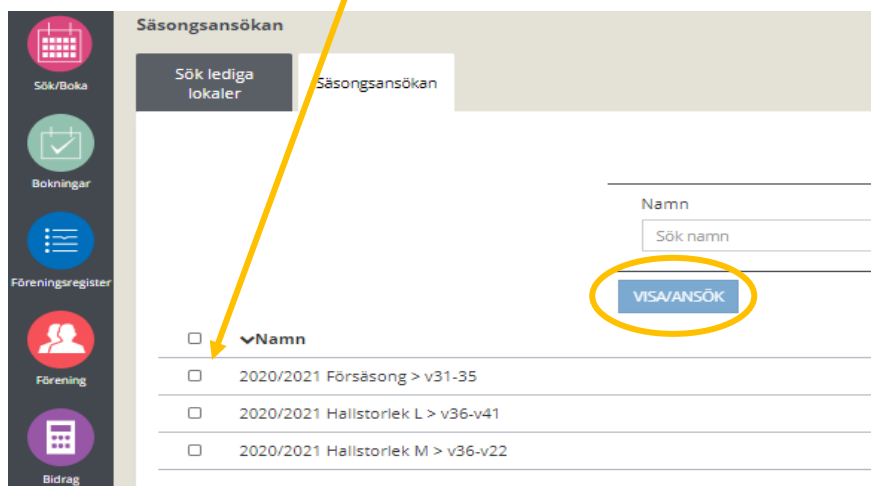 Säsongsansökan
Sök lediga
lokaler
Säsongsansökan
Sök/Boka
Bokningar
Föreningsregister
Förening
Bidrag
Namn
Sök namn
VISA/ANSÖK
Namn
2020/2021 Försäsong > v31-35
2020/2021 Hallstorlek L > v36-v41
2020/2021 Hallstorlek M > v36-v22